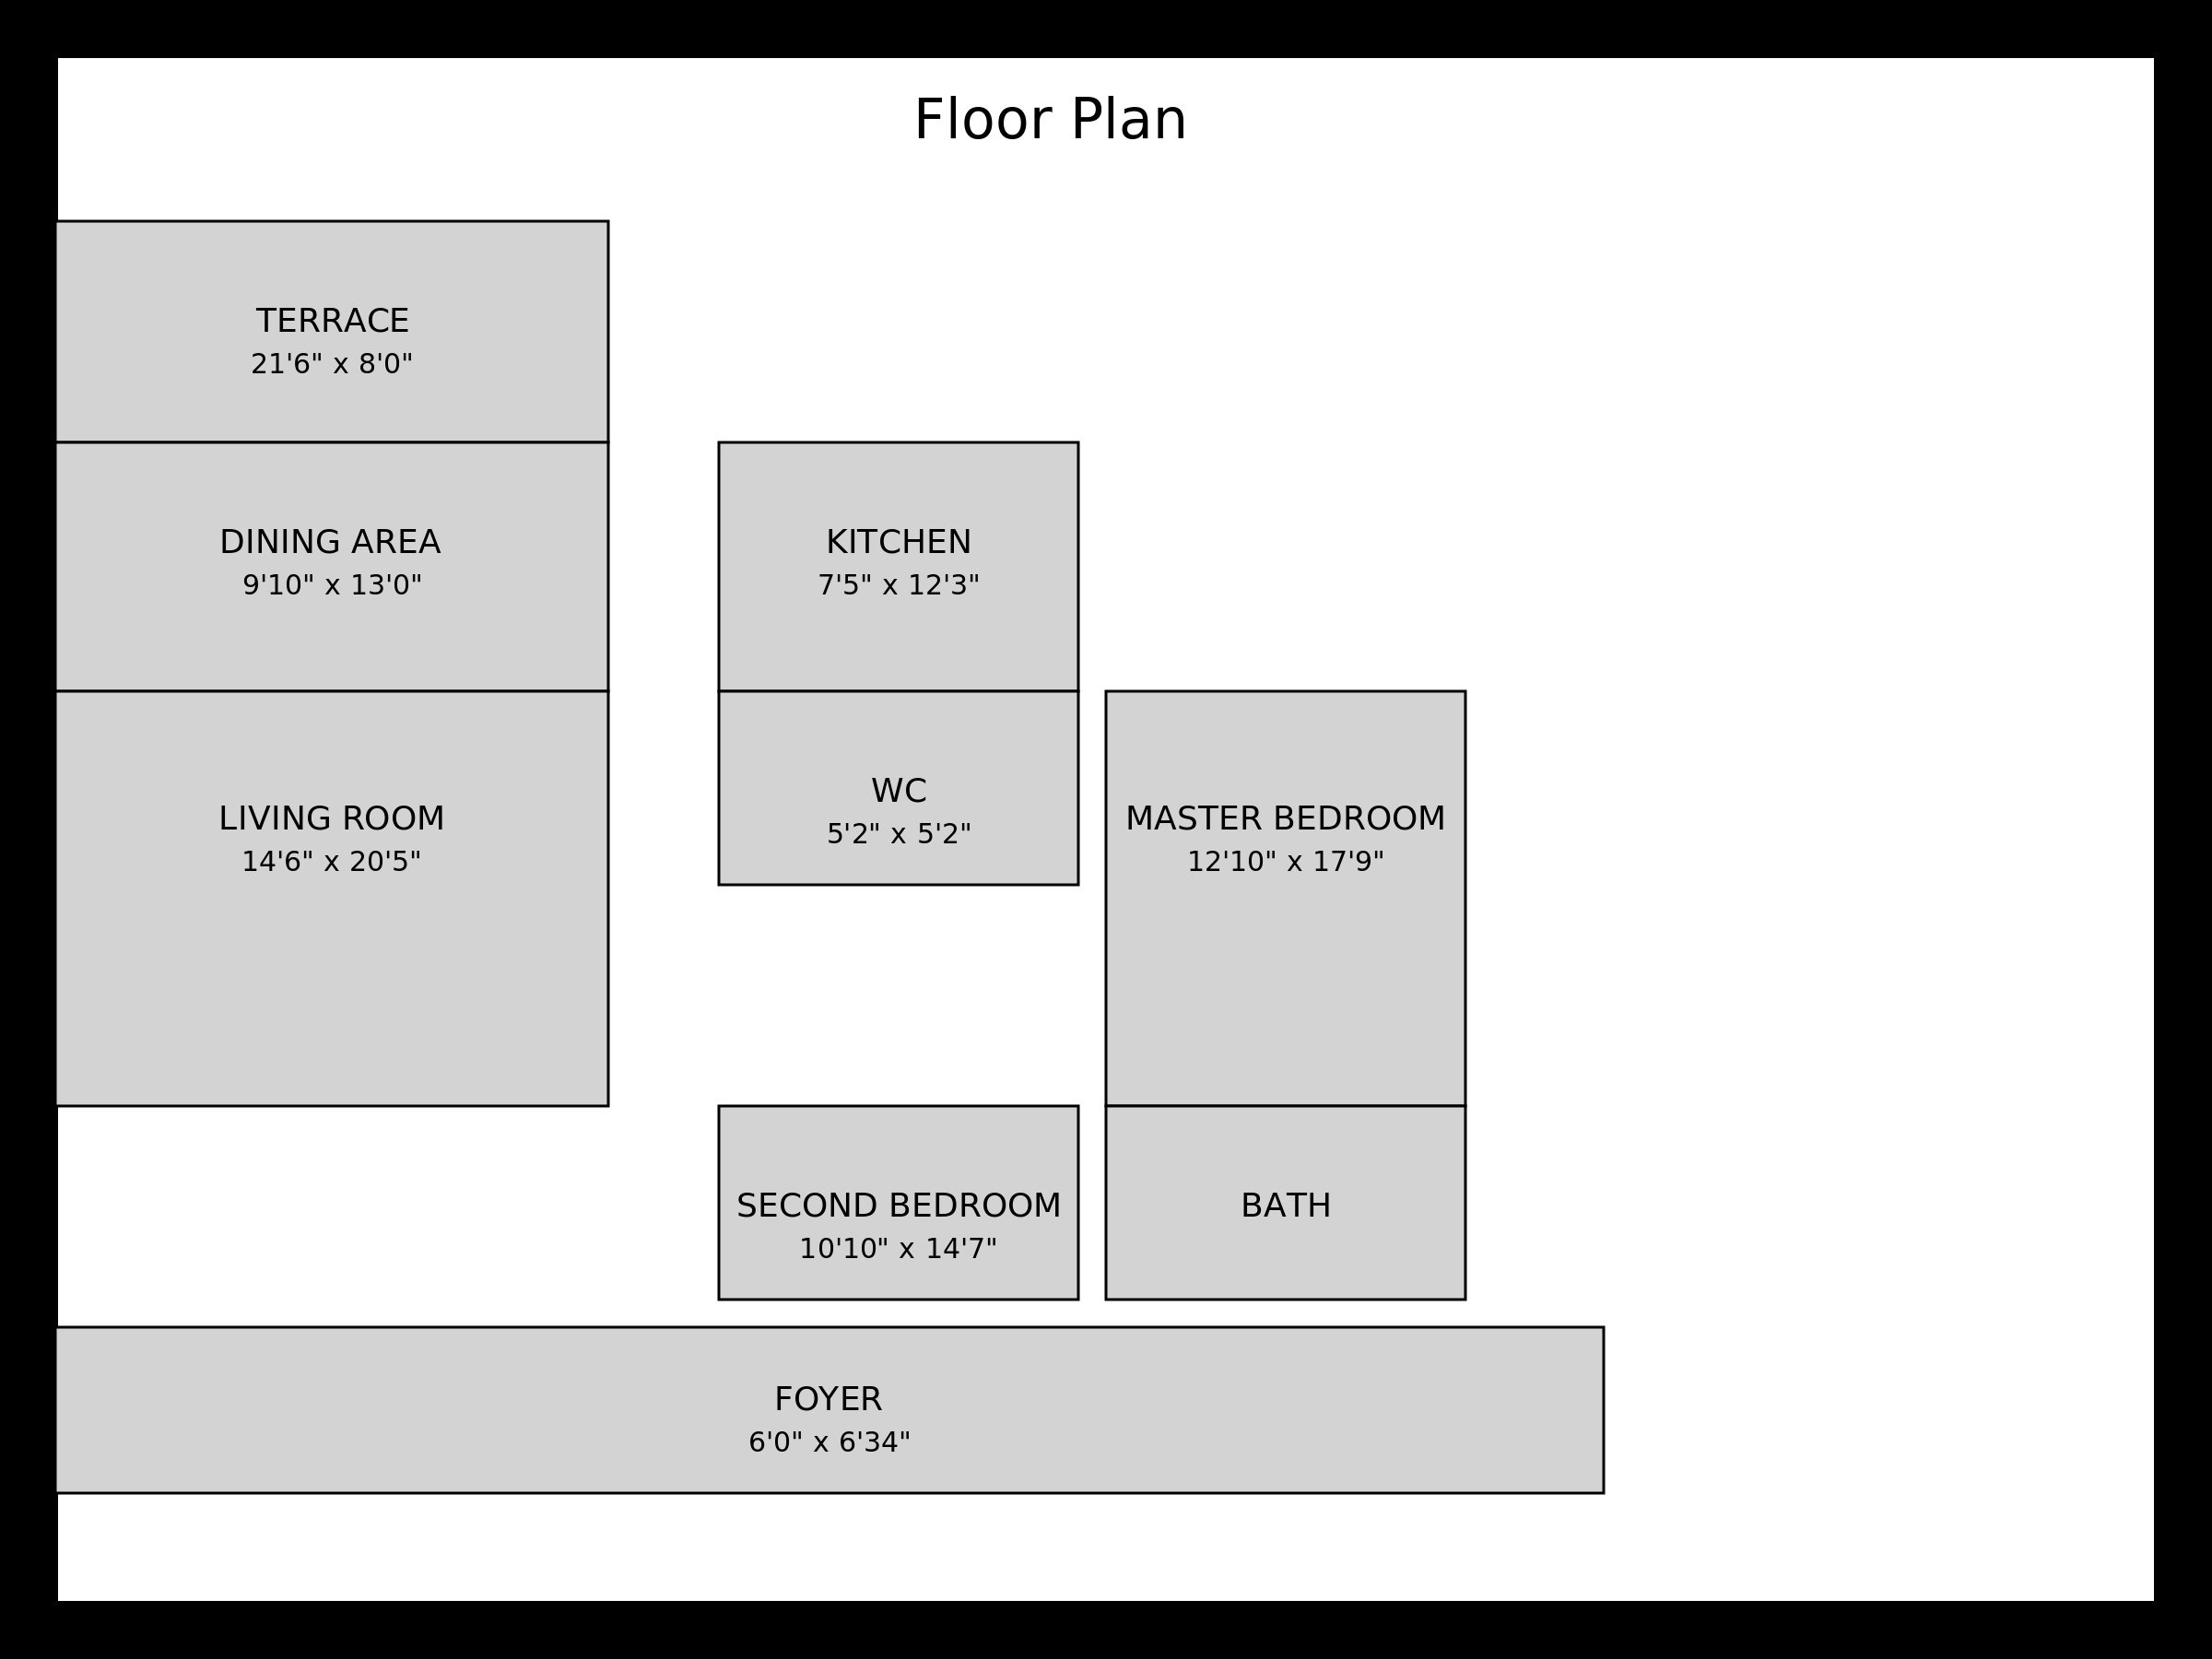 Floor Plan
TERRACE
21'6" x 8'0"
DINING AREA
9'10" x 13'0"
KITCHEN
7'5" x 12'3"
LIVING ROOM
14'6" x 20'5"
WC
5'2" x 5'2"
MASTER BEDROOM
12'10" x 17'9"
SECOND BEDROOM
10'10" x 14'7"
BATH
FOYER
6'0" x 6'34"